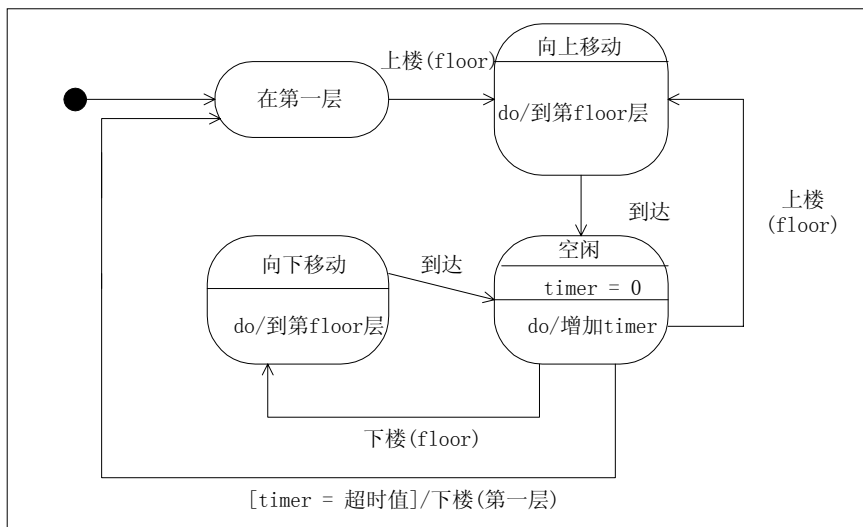 向上移动
上楼(floor)
在第一层
do/到第floor层
上楼
(floor)
到达
空闲
向下移动
到达
timer = 0
do/到第floor层
do/增加timer
下楼(floor)
[timer = 超时值]/下楼(第一层)